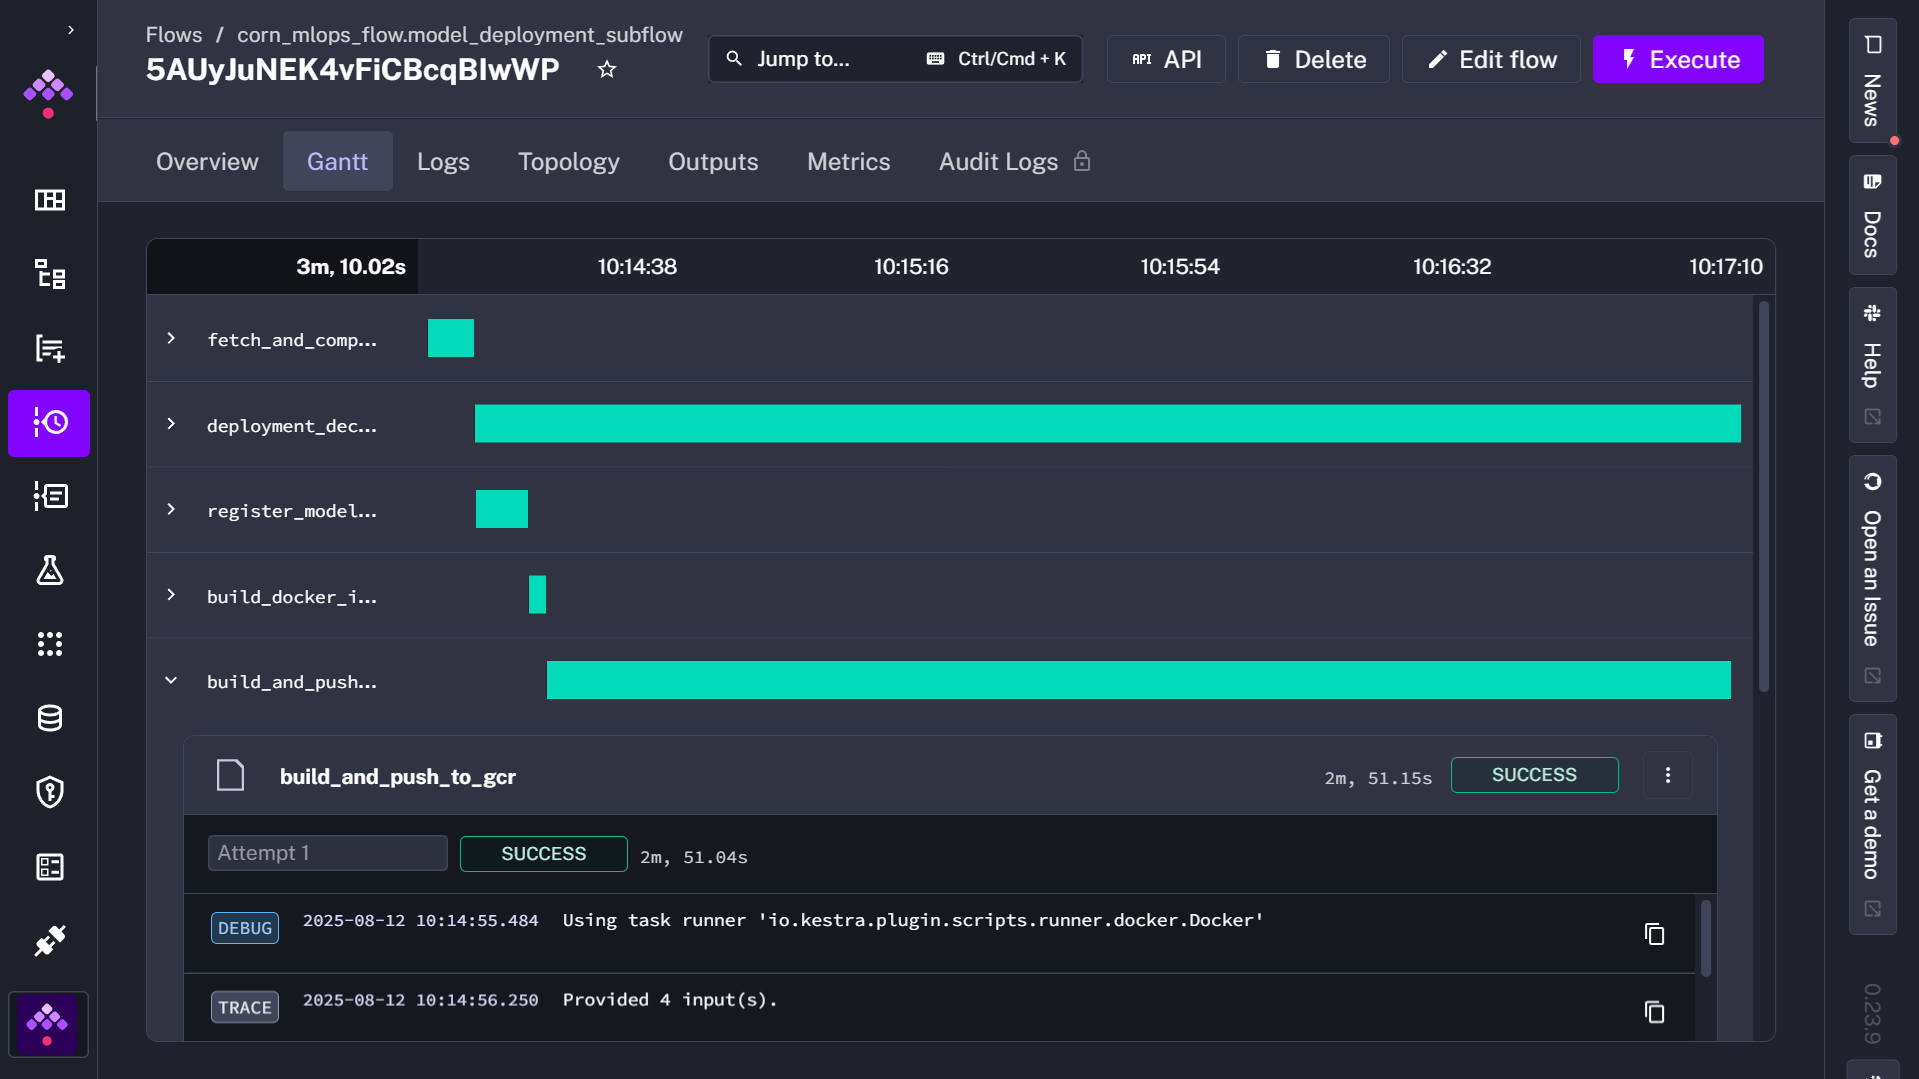 Flows / corn_mlops_flow.model_deployment_subflow
5AUyJuNEK4vFiCBcqBIwWP
Jump to... Ctrl/Cmd + K
API API
Delete
Edit flow
Execute
Overview Gantt Logs Topology Outputs Metrics Audit Logs
3m, 10.02s 10:14:38 10:15:16 10:15:54 10:16:32 10:17:10
fetch_and_comp...
deployment_dec...
register_model...
build_docker_i...
build_and_push...
build_and_push_to_gcr 2m, 51.15s SUCCESS
Attempt 1 SUCCESS 2m, 51.04s
DEBUG 2025-08-12 10:14:55.484 Using task runner 'io.kestra.plugin.scripts.runner.docker.Docker'
TRACE 2025-08-12 10:14:56.250 Provided 4 input(s).
News
Docs
Help
Open an Issue
Get a demo
0.23.9